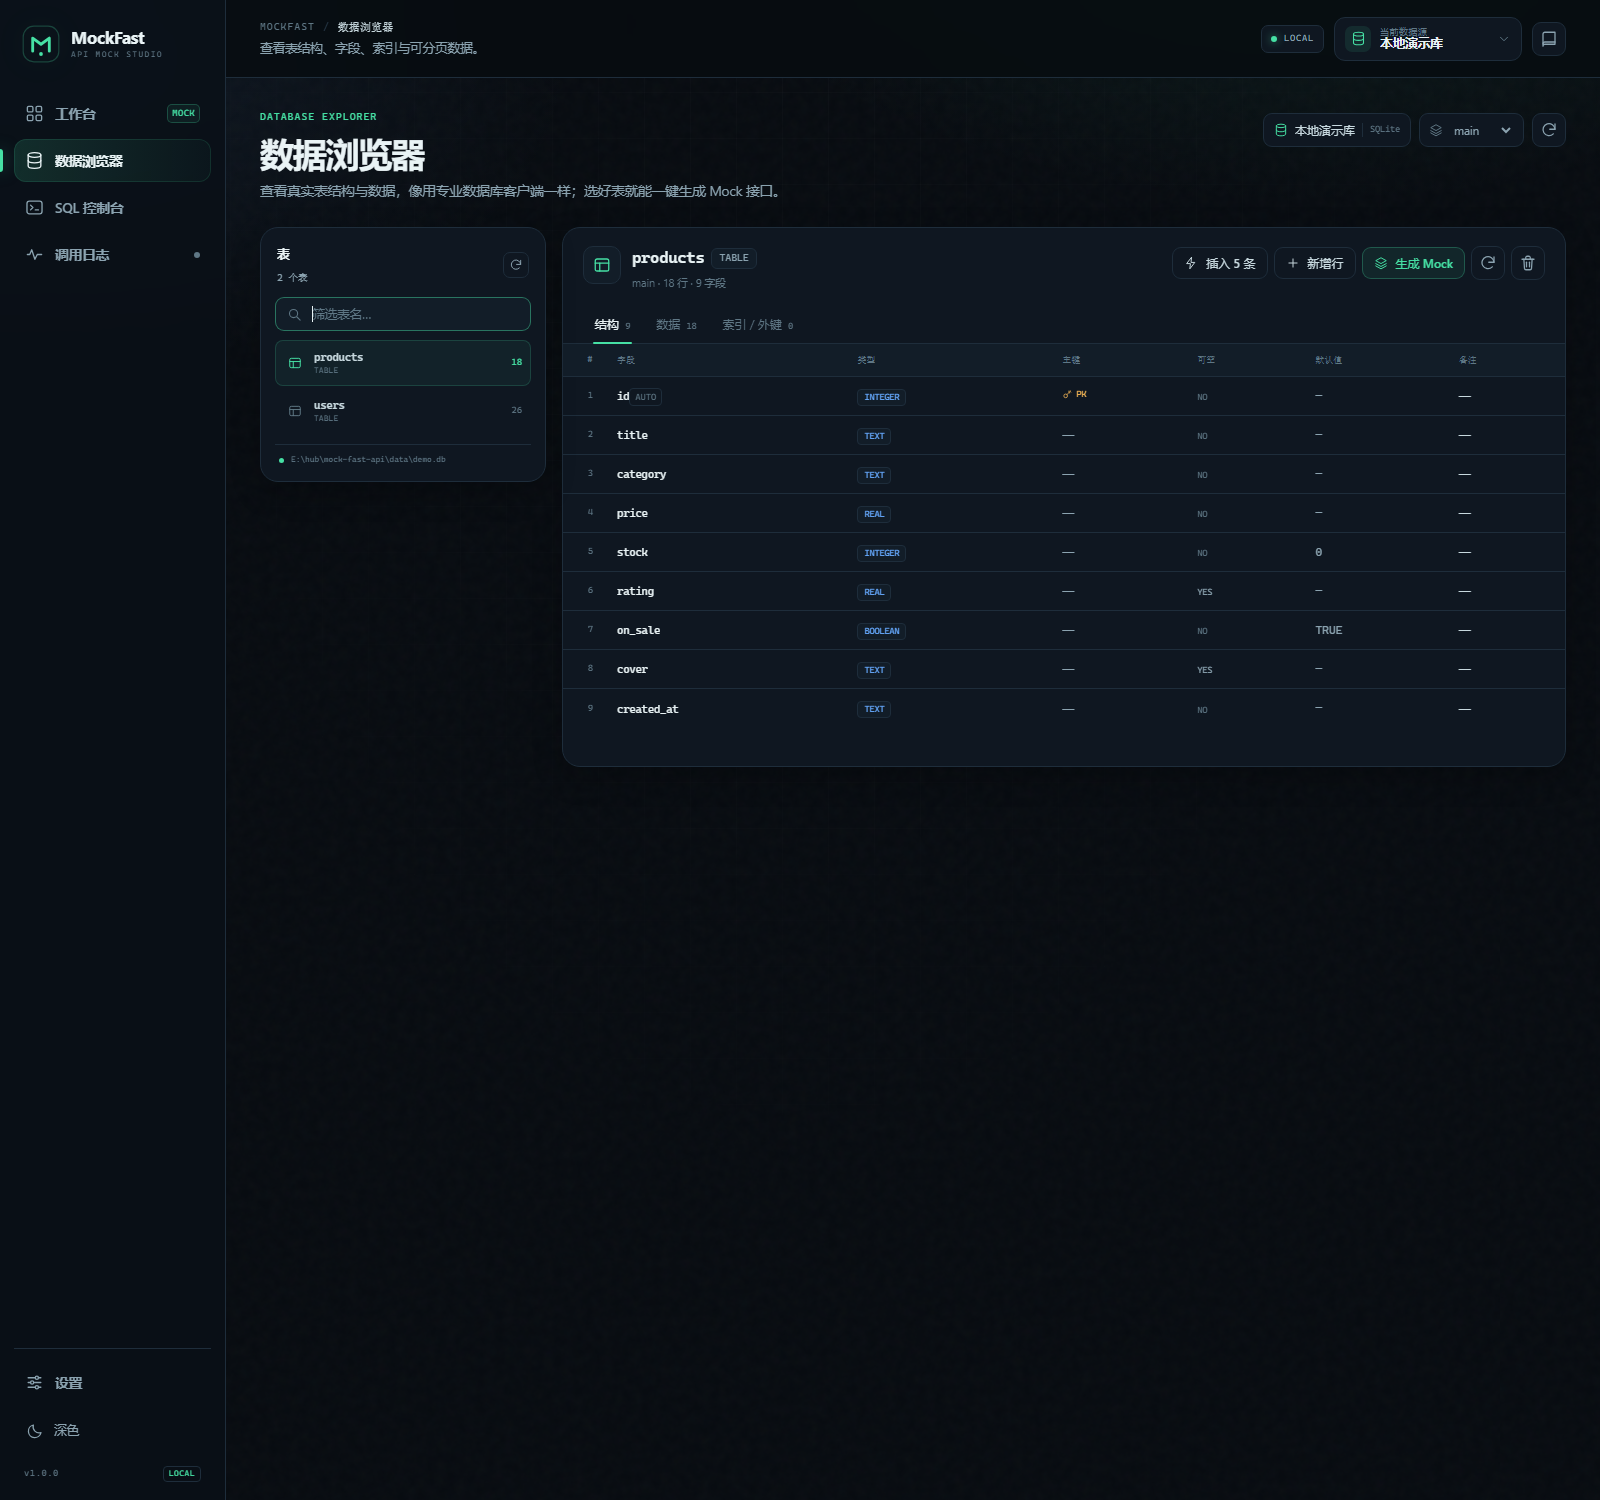 MockFast
API MOCK STUDIO
工作台 MOCK
数据浏览器
SQL 控制台
调用日志
设置
深色
v1.0.0 LOCAL
MOCKFAST / 数据浏览器
查看表结构、字段、索引与可分页数据。
LOCAL
当前数据源
本地演示库
DATABASE EXPLORER
数据浏览器
查看真实表结构与数据，像用专业数据库客户端一样；选好表就能一键生成 Mock 接口。
本地演示库 SQLite
main
表
2 个表
筛选表名...
products 18
TABLE
users 26
TABLE
E:\hub\mock-fast-api\data\demo.db
products TABLE
main · 18 行 · 9 字段
插入 5 条 新增行 生成 Mock
结构 9 数据 18 索引 / 外键 0
# 字段 类型 主键 可空 默认值 备注
1 id AUTO INTEGER PK NO — —
2 title TEXT — NO — —
3 category TEXT — NO — —
4 price REAL — NO — —
5 stock INTEGER — NO 0 —
6 rating REAL — YES — —
7 on_sale BOOLEAN — NO TRUE —
8 cover TEXT — YES — —
9 created_at TEXT — NO — —